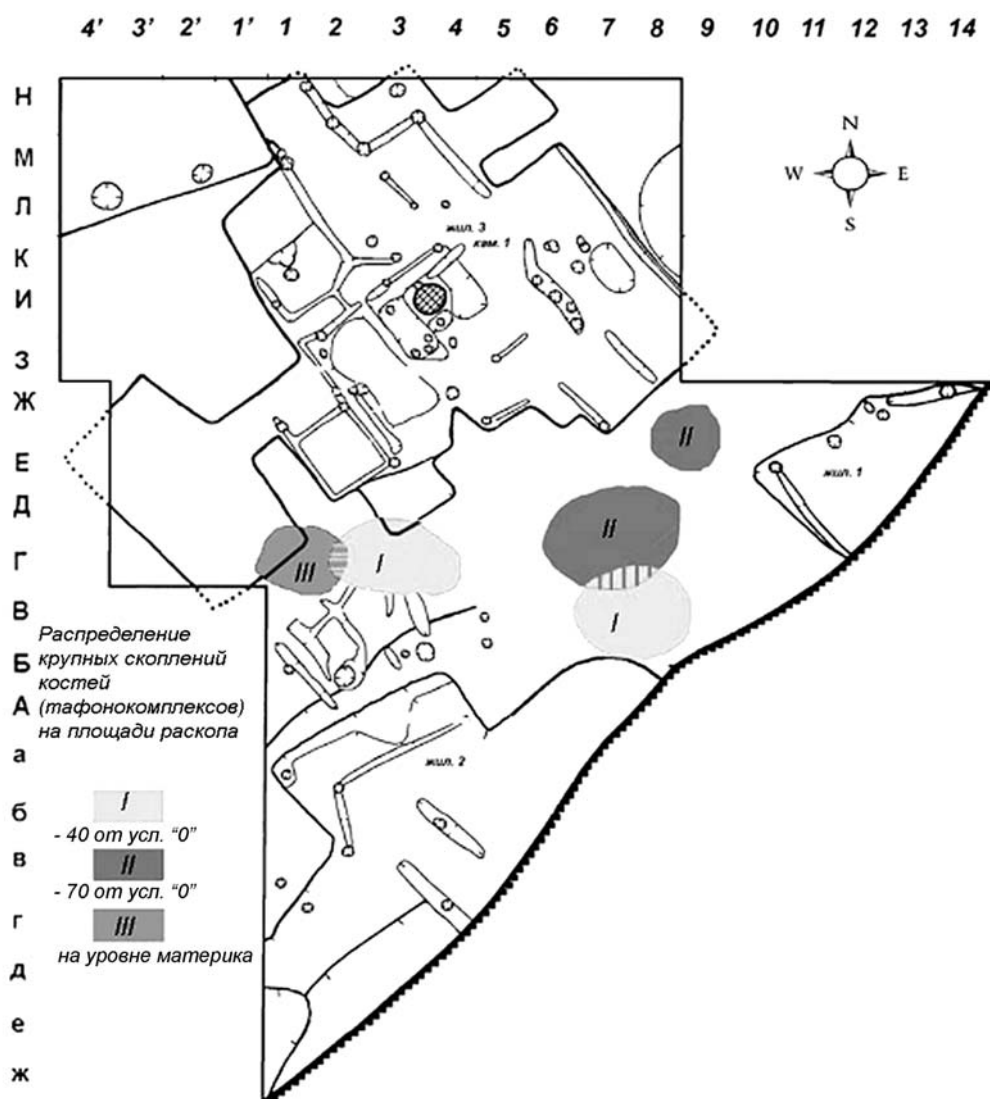 4' 3' 2' 1' 1 2 3 4 5 6 7 8 9 10 11 12 13 14
Н
М
N
W E
S
Л
жил. 3
К
кам. 1
И
З
Ж
II
Е
жил. 1
Д
II
Г
III
I
В
I
Распределение
крупных скоплений
костей
(тафонокомплексов)
на площади раскопа
Б
А
а
жил. 2
б
I
- 40 от усл. "0"
в
II
- 70 от усл. "0"
г
III
на уровне материка
д
е
ж